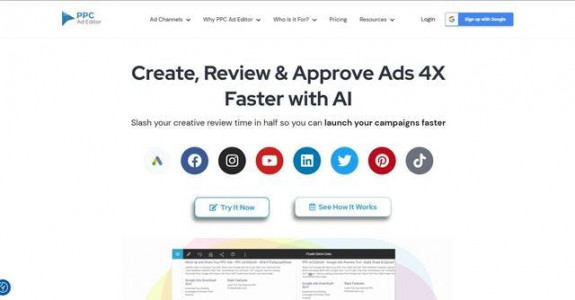 PPC
Ad Editor
Ad Channels
Why PPC Ad Editor
Who is it For?
Pricing
Resources
Login
Sign up with Google
Create, Review & Approve Ads 4X
Faster with AI
Slash your creative review time in half so you can launch your campaigns faster
Try It Now
See How It Works